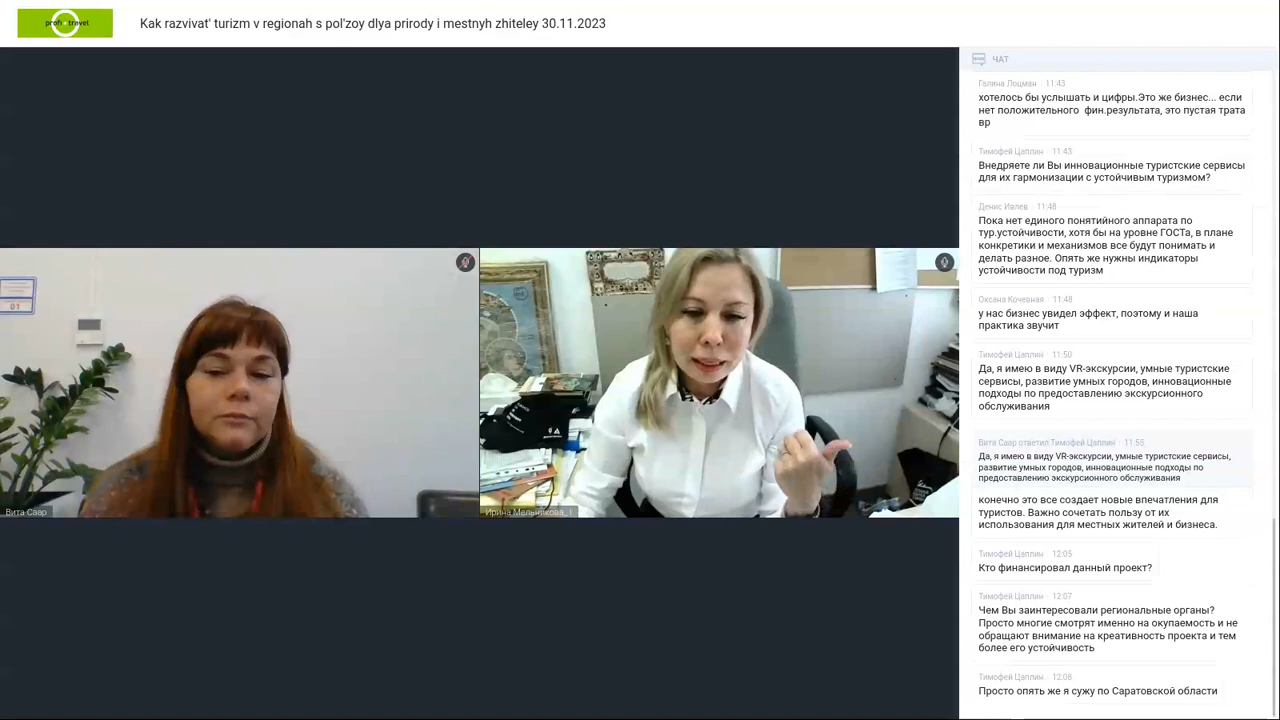 profi travel
Kak razvivat' turizm v regionah s pol'zoy dlya prirody i mestnyh zhiteley 30.11.2023
ЧАТ
Галина Лоцман · 11:43
хотелось бы услышать и цифры.Это же бизнес... если
нет положительного фин.результата, это пустая трата
вр
Тимофей Цаплин · 11:43
Внедряете ли Вы инновационные туристские сервисы
для их гармонизации с устойчивым туризмом?
Денис Ивлев · 11:48
Пока нет единого понятийного аппарата по
тур.устойчивости, хотя бы на уровне ГОСТа, в плане
конкретики и механизмов все будут понимать и
делать разное. Опять же нужны индикаторы
устойчивости под туризм
Оксана Кочевная · 11:48
у нас бизнес увидел эффект, поэтому и наша
практика звучит
Тимофей Цаплин · 11:50
Да, я имею в виду VR-экскурсии, умные туристские
сервисы, развитие умных городов, инновационные
подходы по предоставлению экскурсионного
обслуживания
Вита Саар ответил Тимофей Цаплин · 11:55
Да, я имею в виду VR-экскурсии, умные туристские сервисы,
развитие умных городов, инновационные подходы по
предоставлению экскурсионного обслуживания
конечно это все создает новые впечатления для
туристов. Важно сочетать пользу от их
использования для местных жителей и бизнеса.
Тимофей Цаплин · 12:05
Кто финансировал данный проект?
Тимофей Цаплин · 12:07
Чем Вы заинтересовали региональные органы?
Просто многие смотрят именно на окупаемость и не
обращают внимание на креативность проекта и тем
более его устойчивость
Тимофей Цаплин · 12:08
Просто опять же я сужу по Саратовской области
01
Вита Саар
Ирина Мельникова_